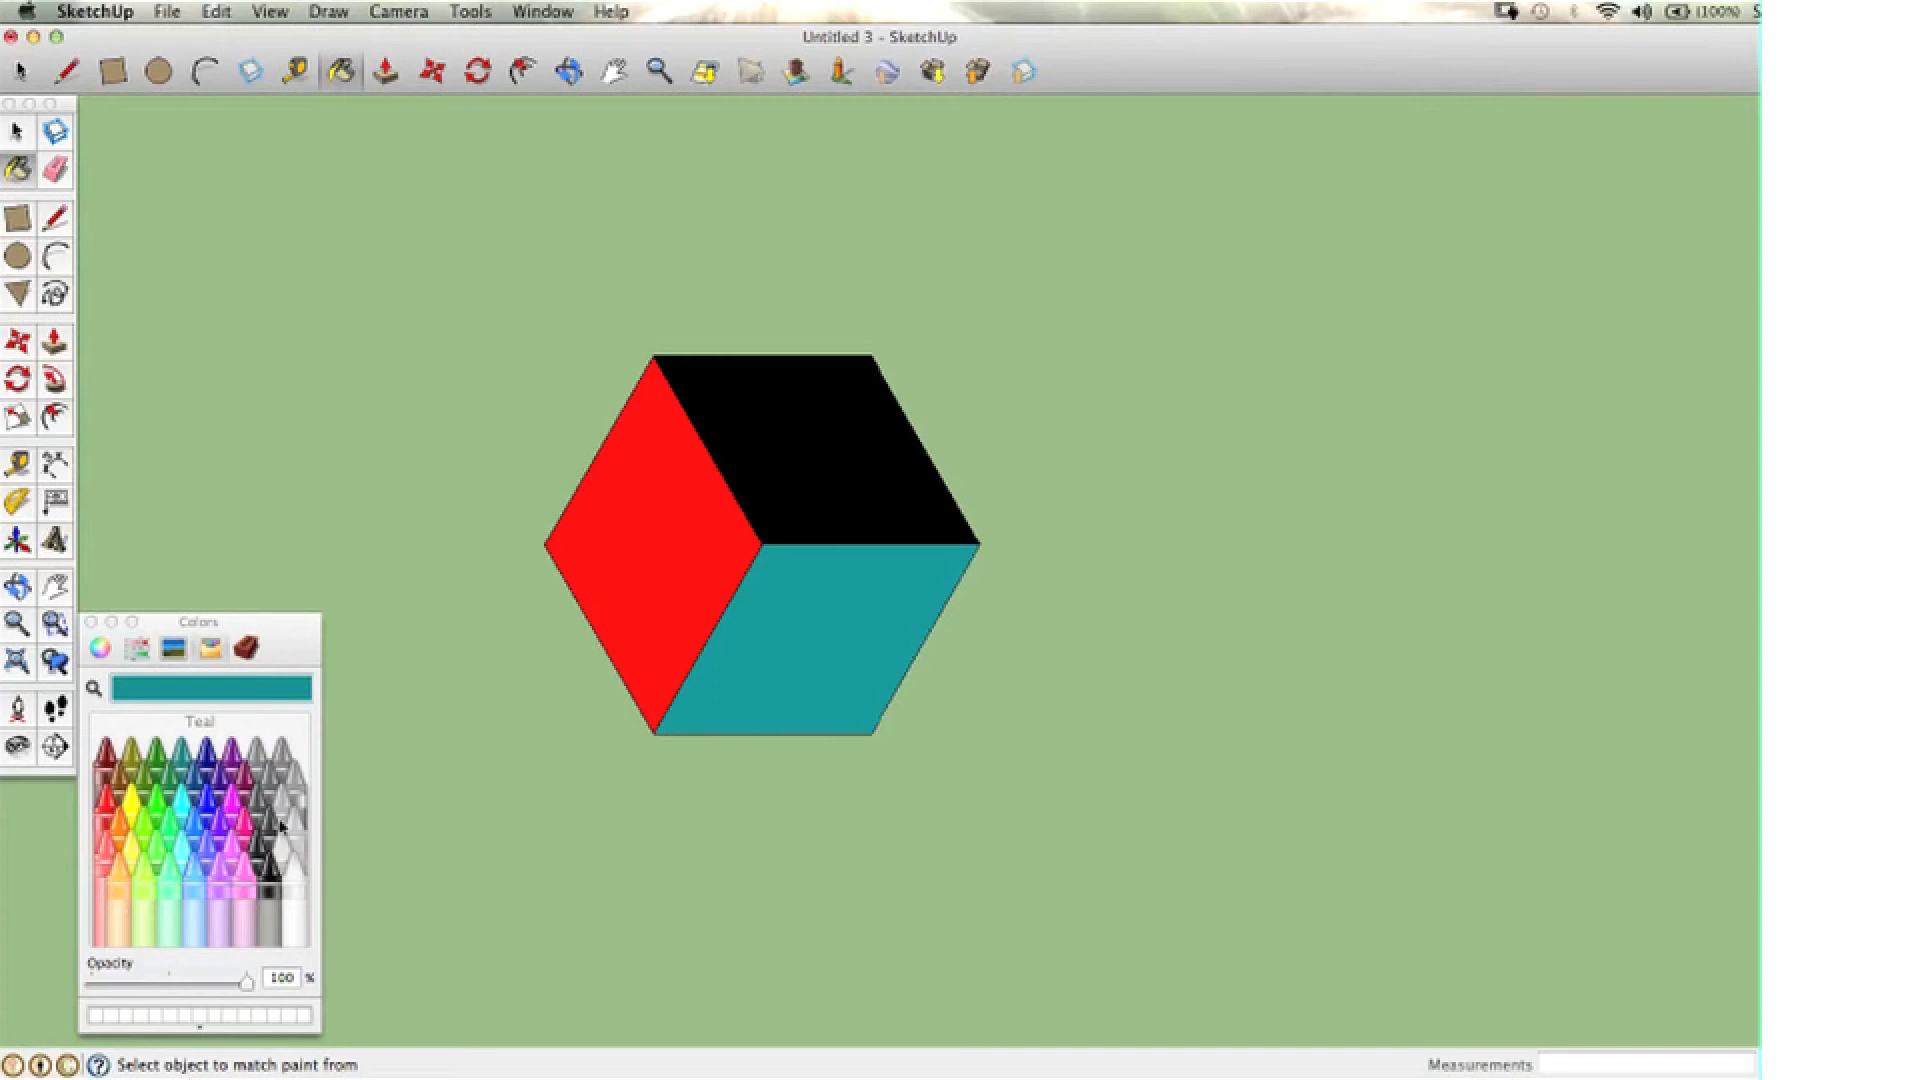 SketchUp File Edit View Draw Camera Tools Window Help (100%) S
Untitled 3 - SketchUp
Colors
Teal
Opacity
100 %
Select object to match paint from
Measurements